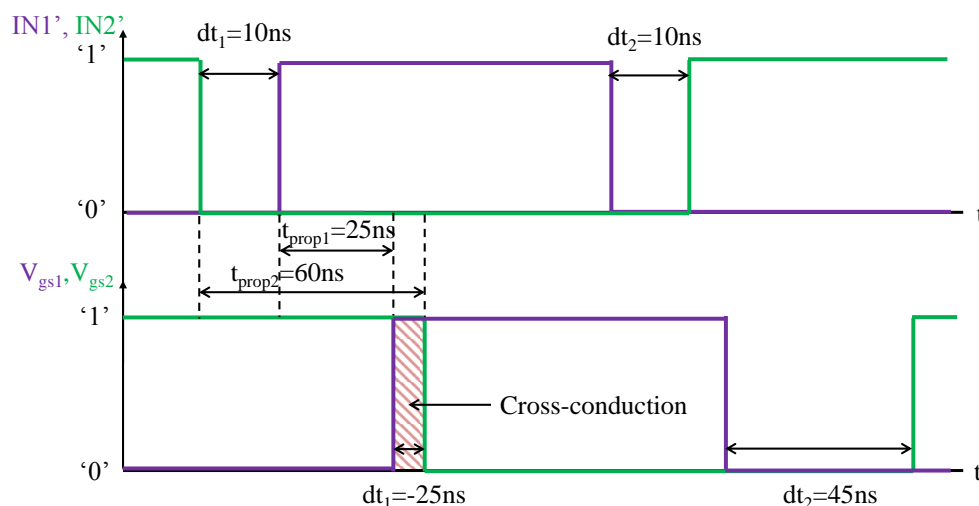 IN1’, IN2’
dt1=10ns
dt2=10ns
‘1’
‘0’
t
tprop1=25ns
tprop2=60ns
Vgs1,Vgs2
‘1’
Cross-conduction
‘0’
t
dt1=-25ns
dt2=45ns